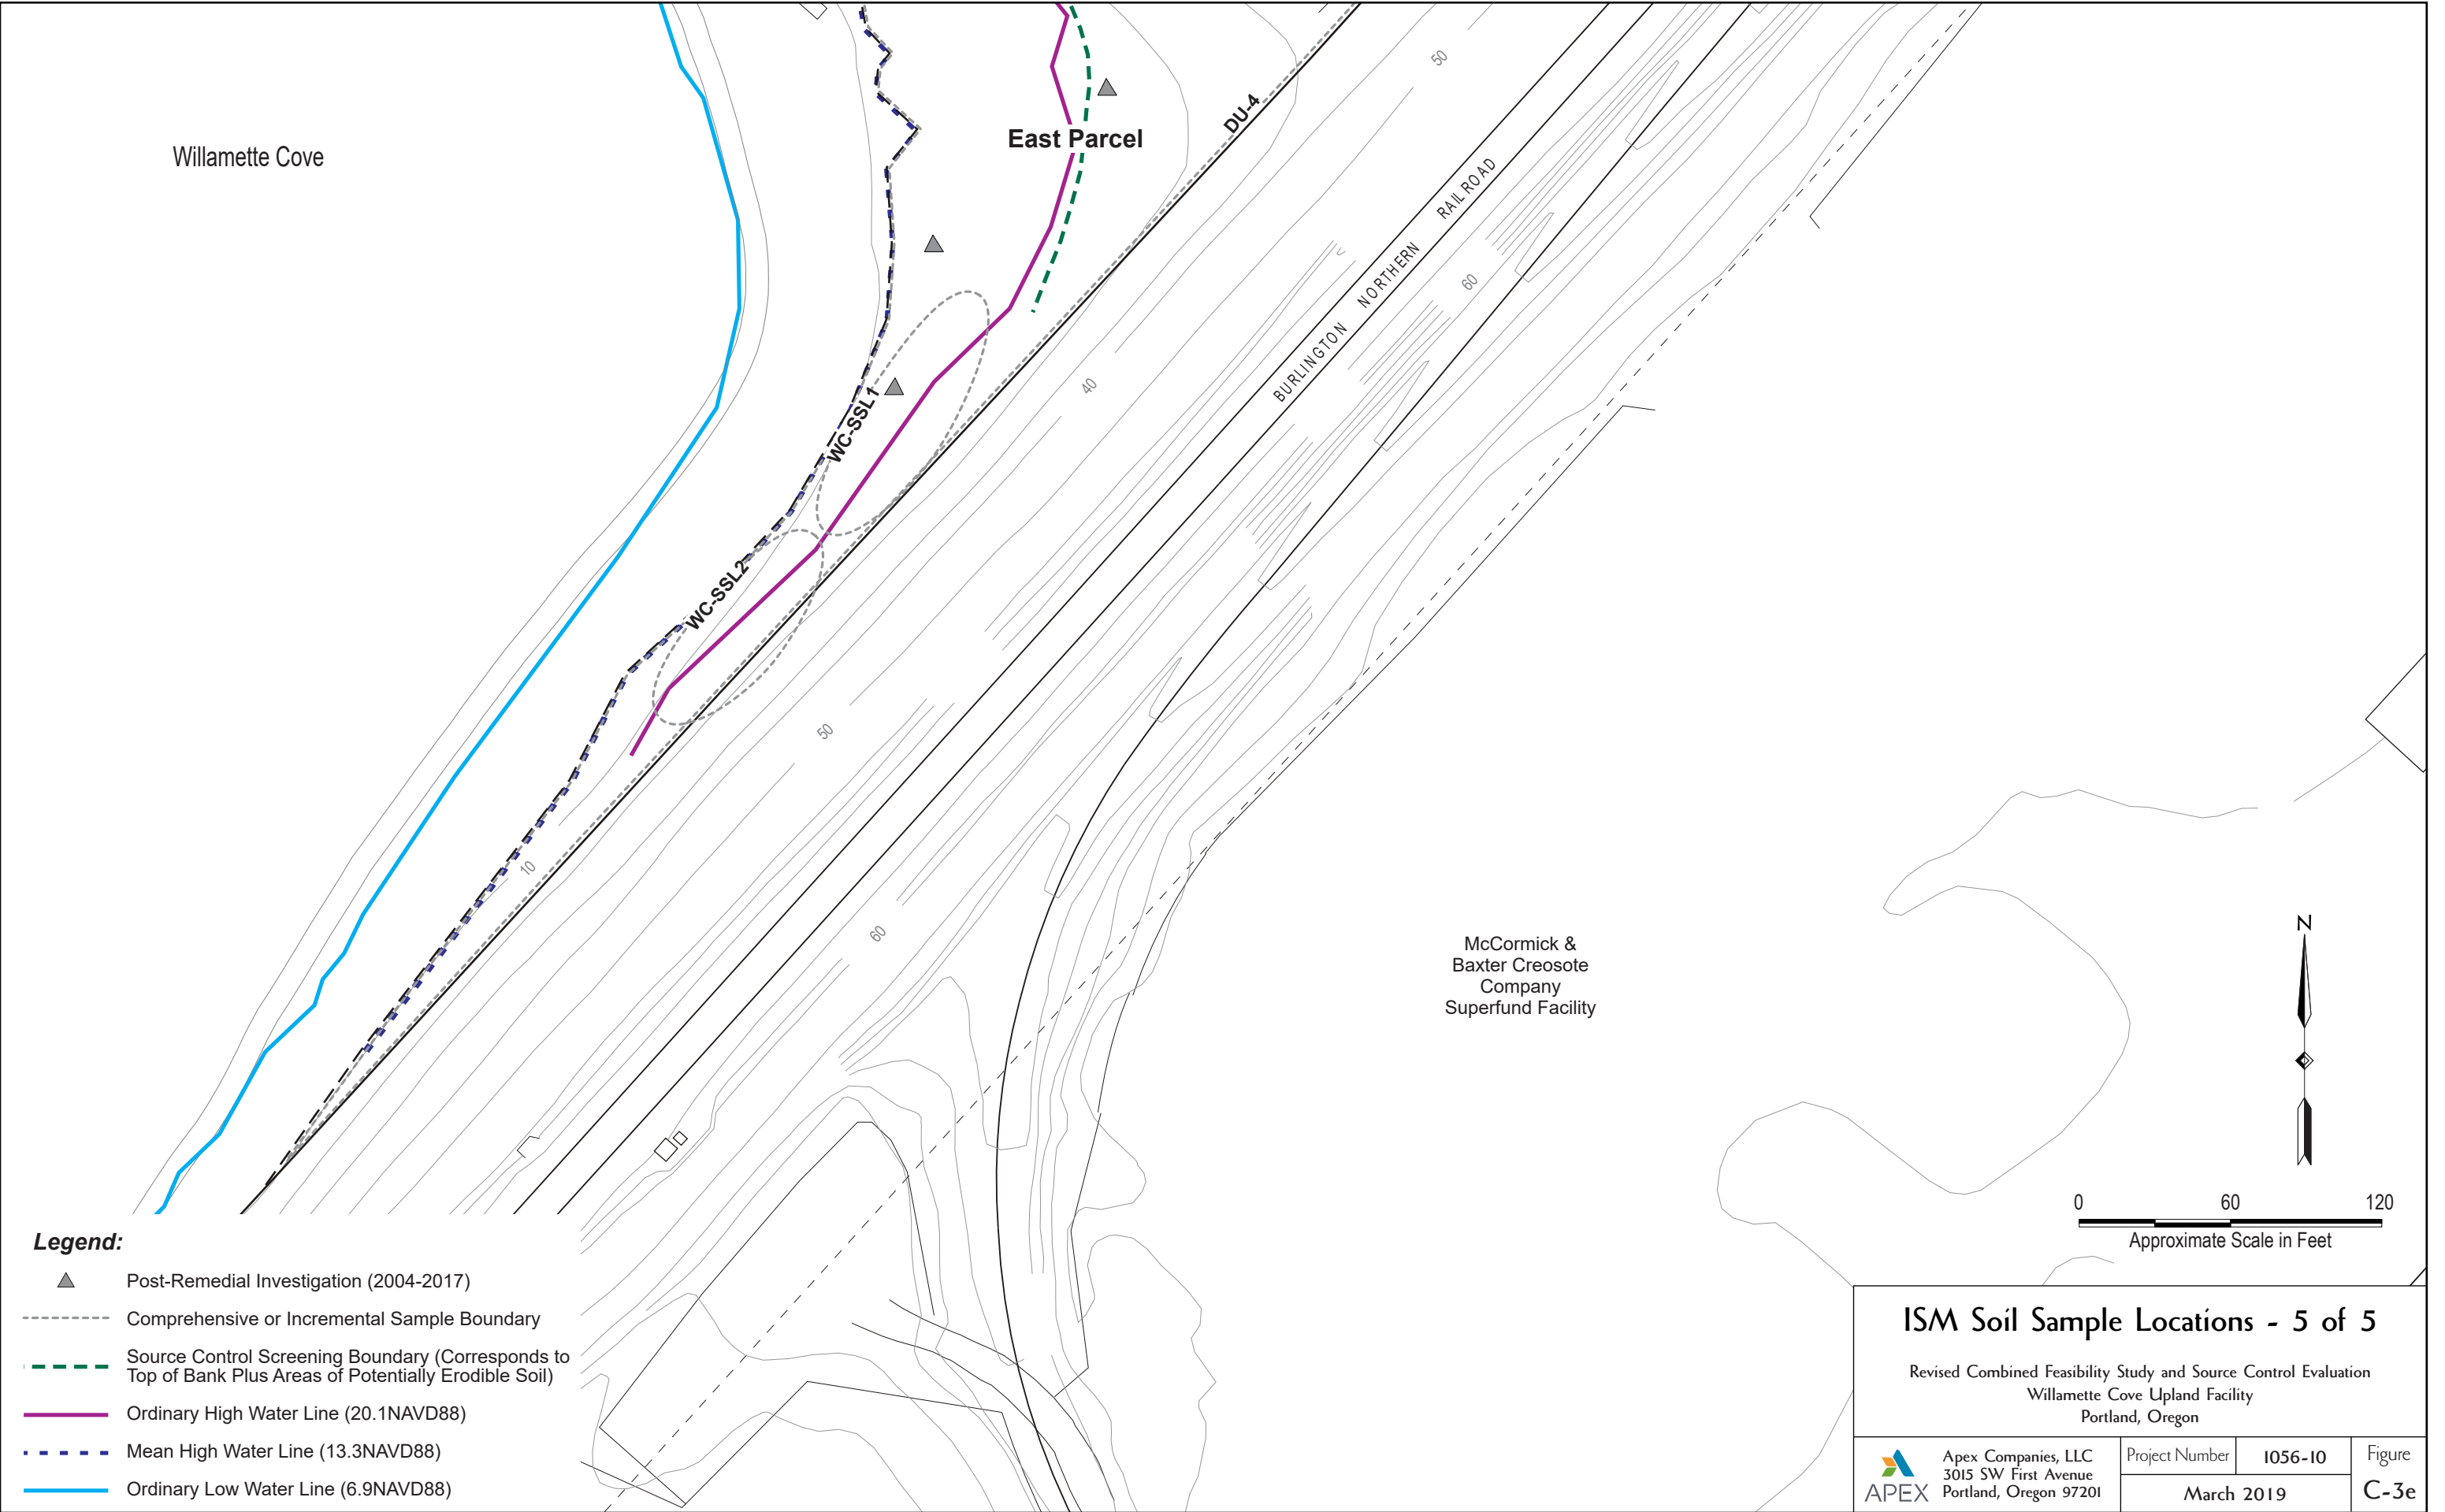 50
DU-4
East Parcel
Willamette Cove
BURLINGTON NORTHERN RAILROAD
60
40
WC-SSL1
WC-SSL2
50
10
60
McCormick &
Baxter Creosote
Company
Superfund Facility
N
0 60 120
Approximate Scale in Feet
Legend:
Post-Remedial Investigation (2004-2017)
Comprehensive or Incremental Sample Boundary
Source Control Screening Boundary (Corresponds to
Top of Bank Plus Areas of Potentially Erodible Soil)
Ordinary High Water Line (20.1NAVD88)
Mean High Water Line (13.3NAVD88)
Ordinary Low Water Line (6.9NAVD88)
ISM Soil Sample Locations - 5 of 5
Revised Combined Feasibility Study and Source Control Evaluation
Willamette Cove Upland Facility
Portland, Oregon
APEX
Apex Companies, LLC
3015 SW First Avenue
Portland, Oregon 97201
Project Number 1056-10
March 2019
Figure
C-3e